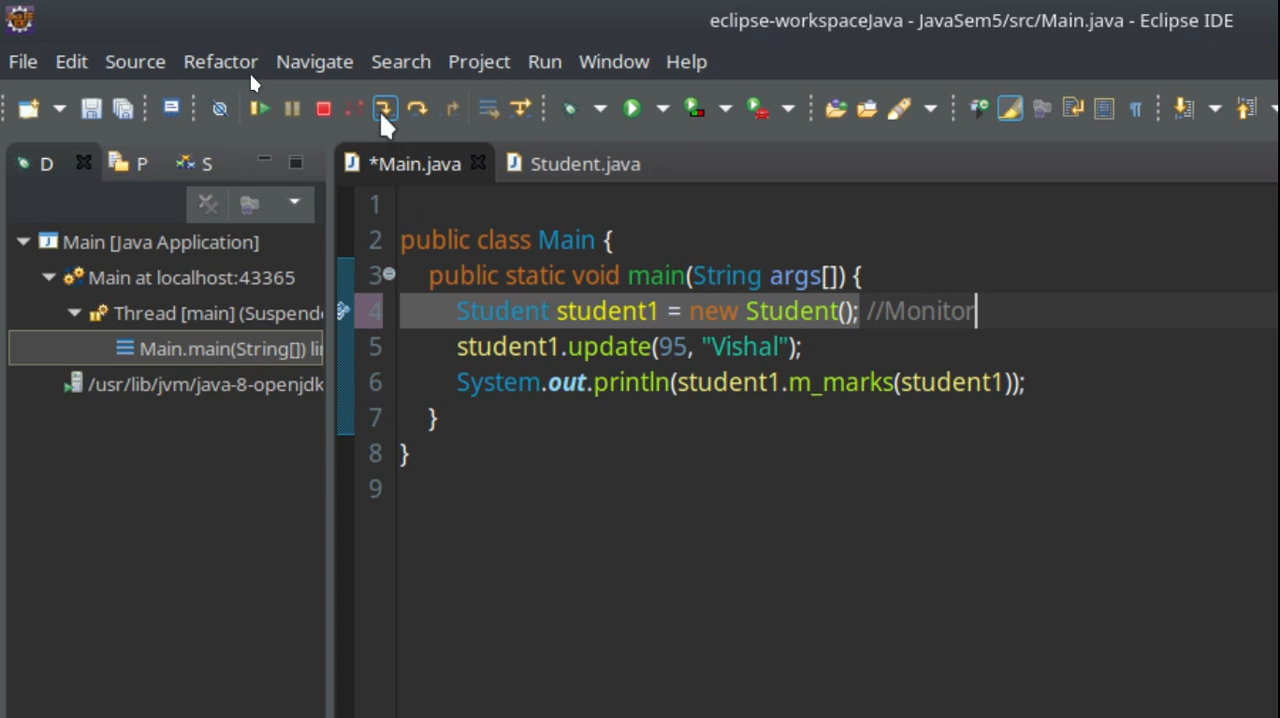 eclipse-workspaceJava - JavaSem5/src/Main.java - Eclipse IDE
File Edit Source Refactor Navigate Search Project Run Window Help
D P S
*Main.java Student.java
Main [Java Application]
Main at localhost:43365
Thread [main] (Suspende
Main.main(String[]) li
/usr/lib/jvm/java-8-openjdk
1
2 public class Main {
3 public static void main(String args[]) {
4 Student student1 = new Student(); //Monitor
5 student1.update(95, "Vishal");
6 System.out.println(student1.m_marks(student1));
7 }
8 }
9